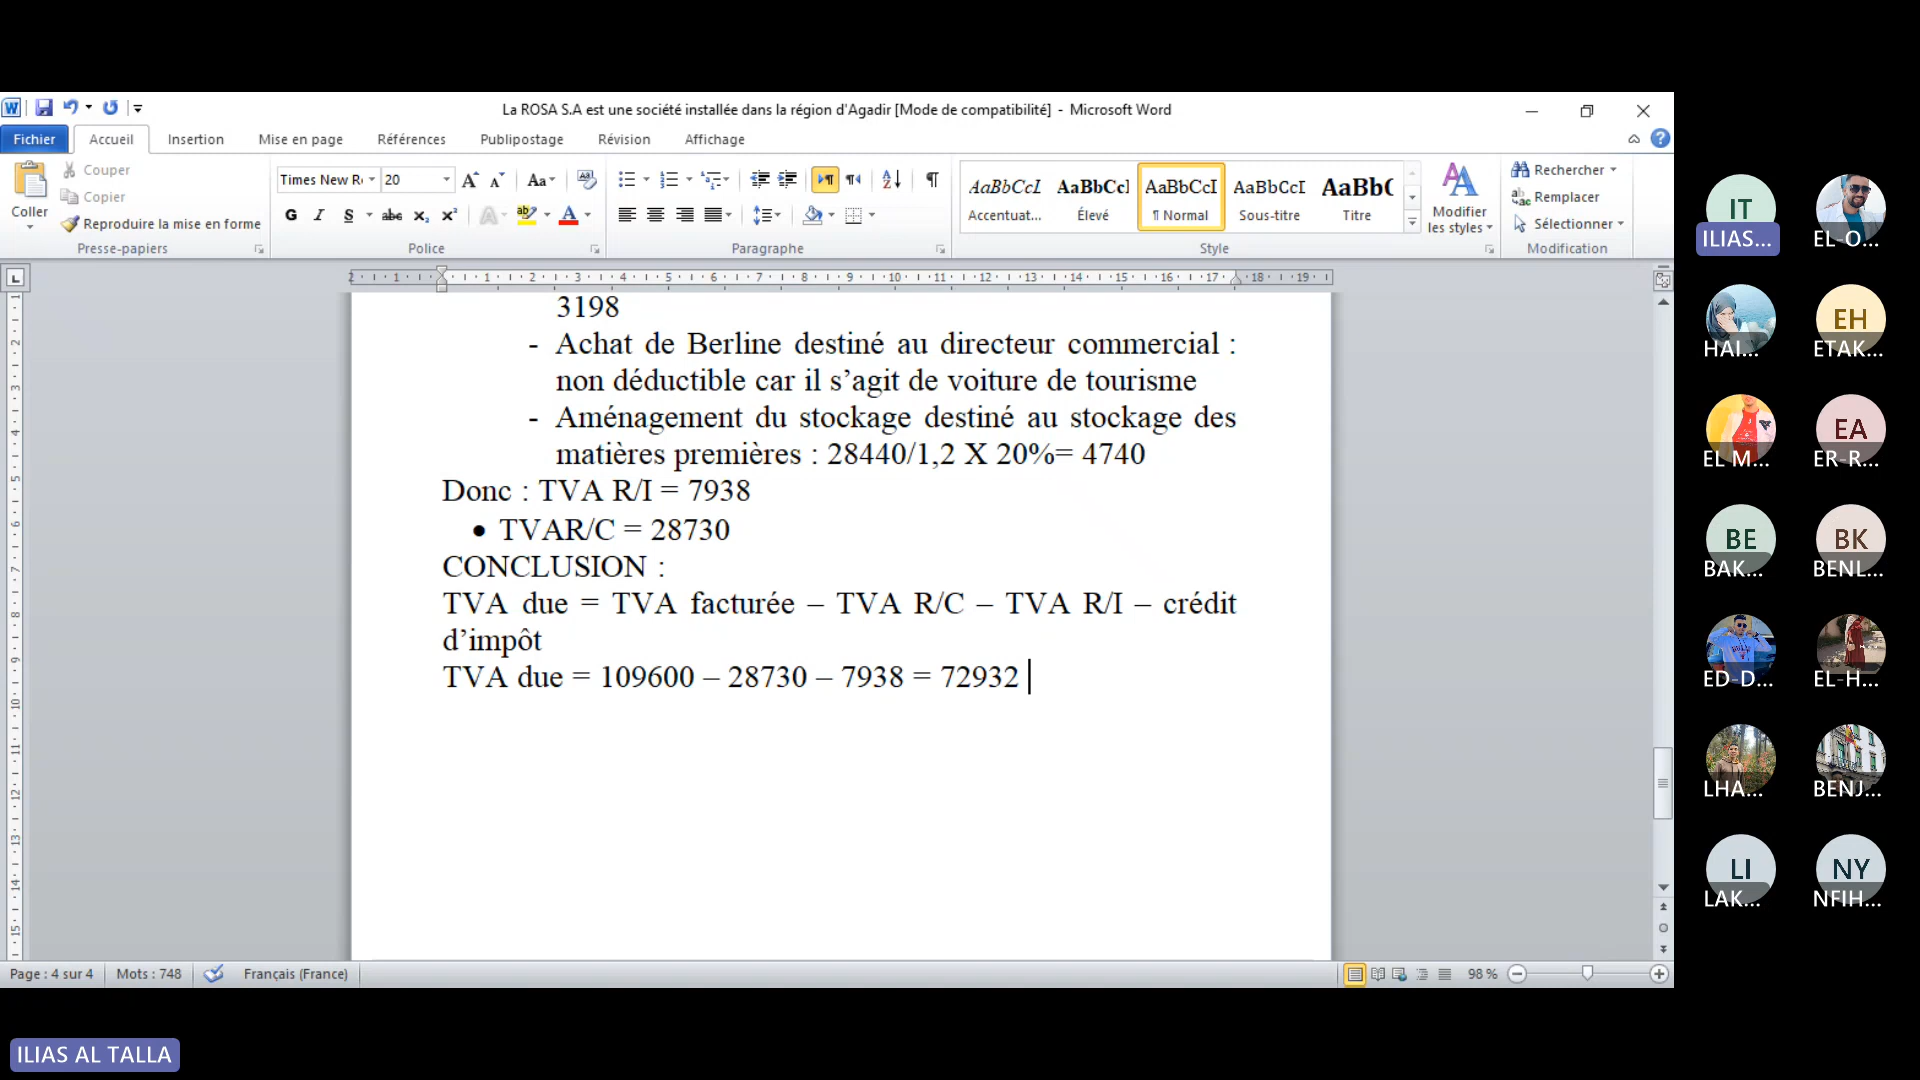 La ROSA S.A est une société installée dans la région d'Agadir [Mode de compatibilité] - Microsoft Word
Fichier Accueil Insertion Mise en page Références Publipostage Révision Affichage
Coller
Couper
Copier
Reproduire la mise en forme
Presse-papiers
Times New R 20
G I S abc x₂ x²
Police
Paragraphe
AaBbCcI AaBbCc AaBbCcI AaBbCcI AaBb(
Accentuat... Élevé ¶ Normal Sous-titre Titre
Modifier
les styles
Style
Rechercher
Remplacer
Sélectionner
Modification
3198
- Achat de Berline destiné au directeur commercial :
non déductible car il s’agit de voiture de tourisme
- Aménagement du stockage destiné au stockage des
matières premières : 28440/1,2 X 20%= 4740
Donc : TVA R/I = 7938
• TVAR/C = 28730
CONCLUSION :
TVA due = TVA facturée – TVA R/C – TVA R/I – crédit
d’impôt
TVA due = 109600 – 28730 – 7938 = 72932
Page : 4 sur 4 Mots : 748 Français (France) 98 %
IT
ILIAS...
EL-O...
HAI...
EH
ETAK...
EL M...
EA
ER-R...
BE
BAK...
BK
BENL...
ED-D...
EL-H...
LHA...
BENJ...
LI
LAK...
NY
NFIH...
ILIAS AL TALLA